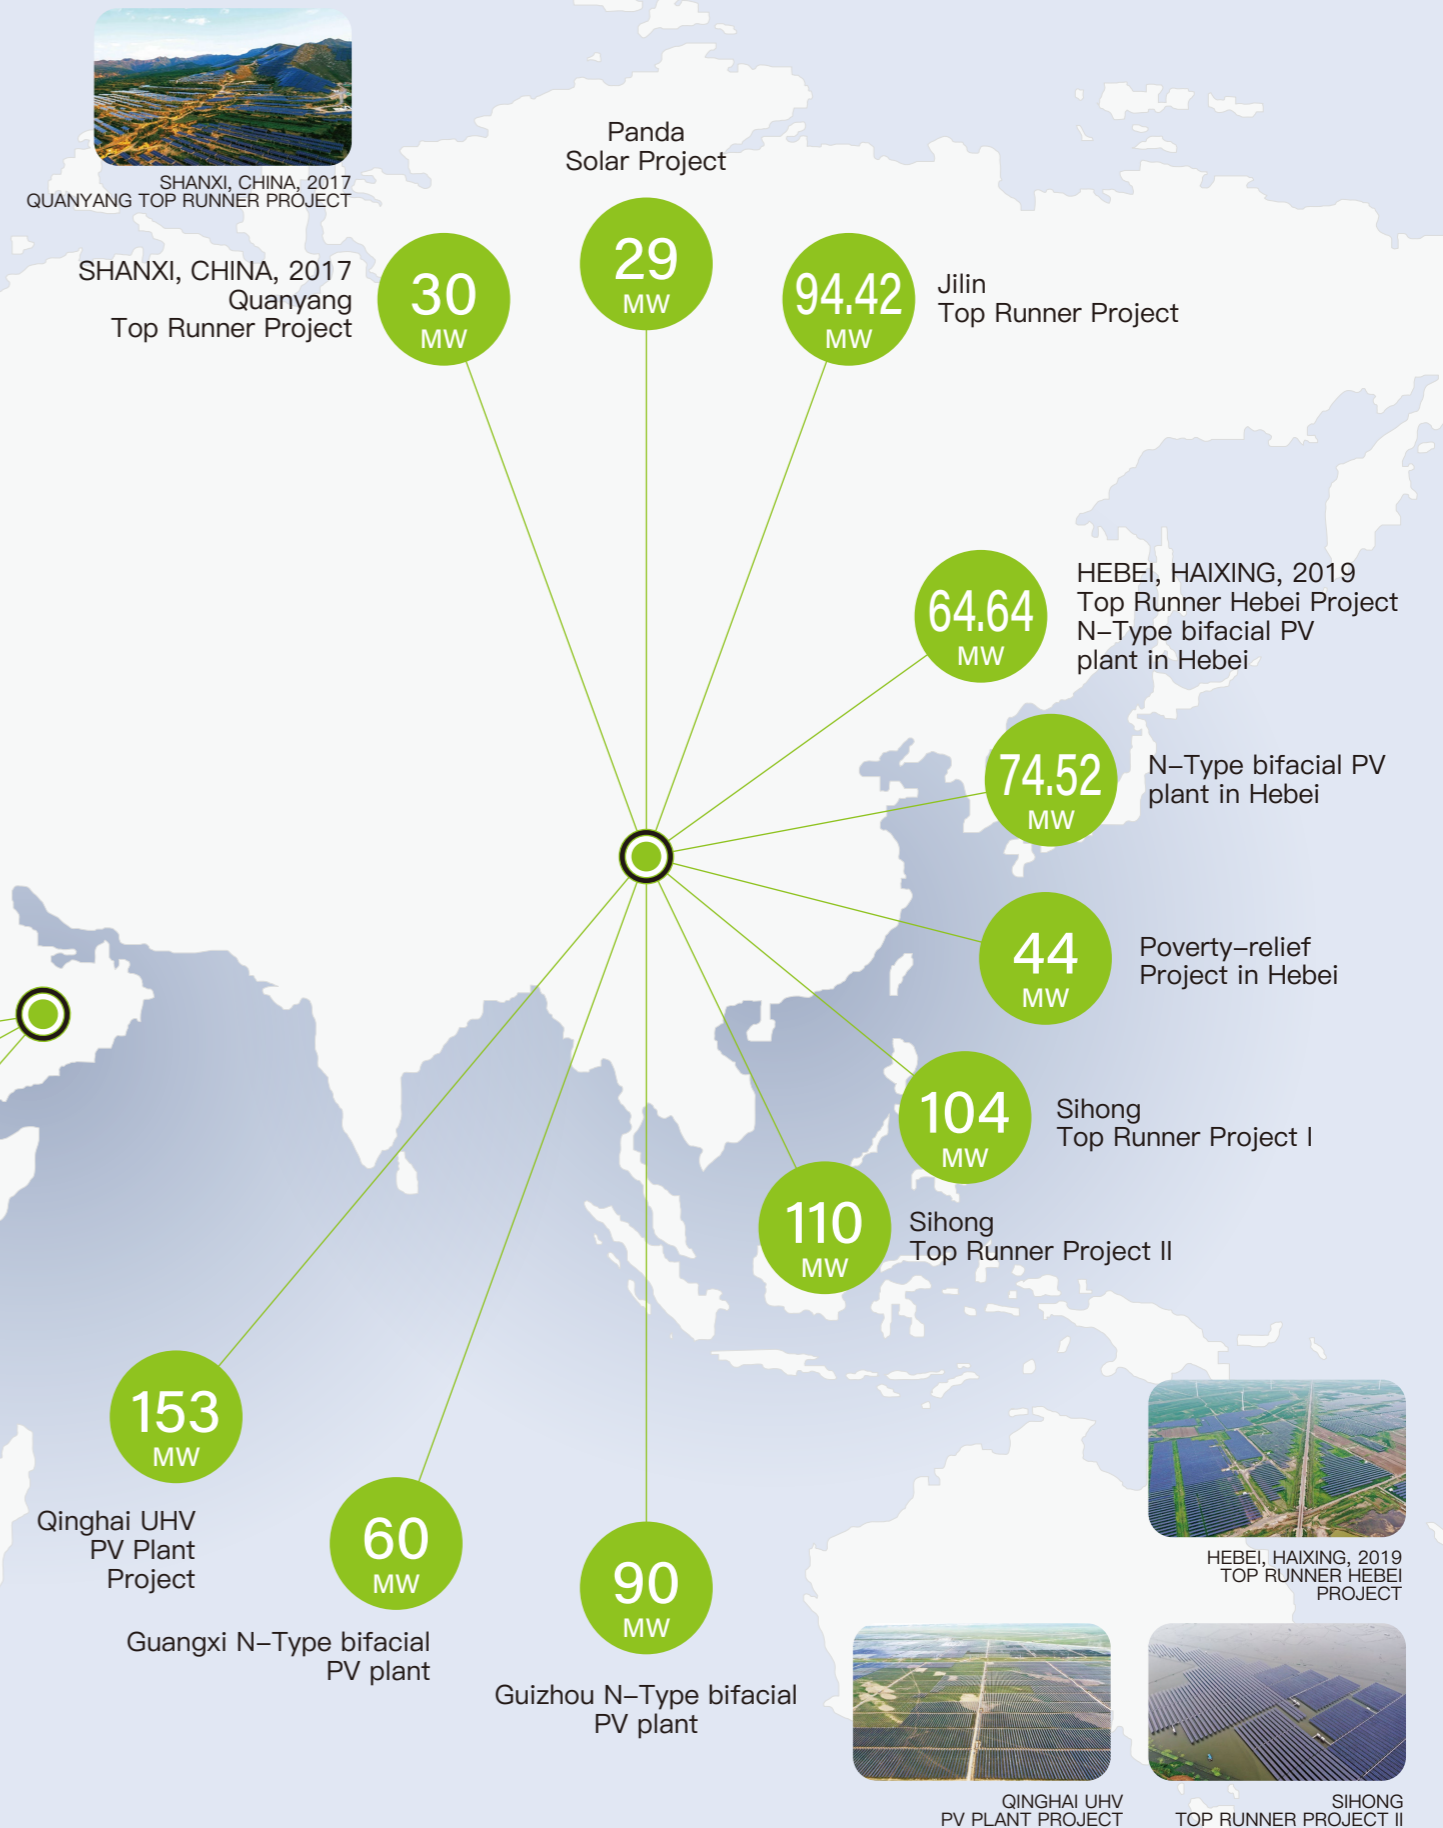 SHANXI, CHINA, 2017
QUANYANG TOP RUNNER PROJECT
SHANXI, CHINA, 2017
Quanyang
Top Runner Project
30
MW
Panda
Solar Project
29
MW
94.42
MW
Jilin
Top Runner Project
64.64
MW
HEBEI, HAIXING, 2019
Top Runner Hebei Project
N–Type bifacial PV
plant in Hebei
74.52
MW
N–Type bifacial PV
plant in Hebei
44
MW
Poverty–relief
Project in Hebei
104
MW
Sihong
Top Runner Project I
110
MW
Sihong
Top Runner Project II
153
MW
Qinghai UHV
PV Plant
Project
60
MW
Guangxi N–Type bifacial
PV plant
90
MW
Guizhou N–Type bifacial
PV plant
HEBEI, HAIXING, 2019
TOP RUNNER HEBEI
PROJECT
QINGHAI UHV
PV PLANT PROJECT
SIHONG
TOP RUNNER PROJECT II